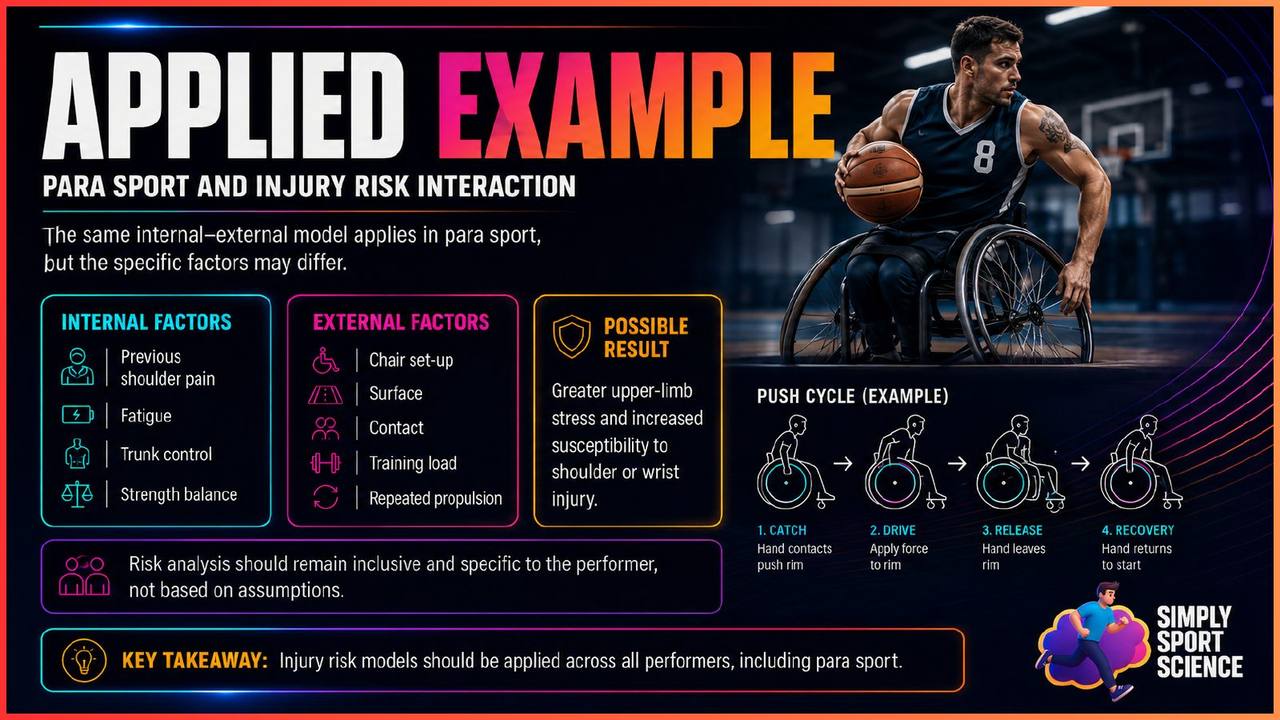 APPLIED EXAMPLE
PARA SPORT AND INJURY RISK INTERACTION
The same internal–external model applies in para sport,
but the specific factors may differ.
INTERNAL FACTORS
Previous
shoulder pain
Fatigue
Trunk control
Strength balance
EXTERNAL FACTORS
Chair set-up
Surface
Contact
Training load
Repeated propulsion
POSSIBLE
RESULT
Greater upper-limb
stress and increased
susceptibility to
shoulder or wrist
injury.
8
PUSH CYCLE (EXAMPLE)
1. CATCH
Hand contacts
push rim
2. DRIVE
Apply force
to rim
3. RELEASE
Hand leaves
rim
4. RECOVERY
Hand returns
to start
Risk analysis should remain inclusive and specific to the performer,
not based on assumptions.
KEY TAKEAWAY: Injury risk models should be applied across all performers, including para sport.
SIMPLY
SPORT
SCIENCE